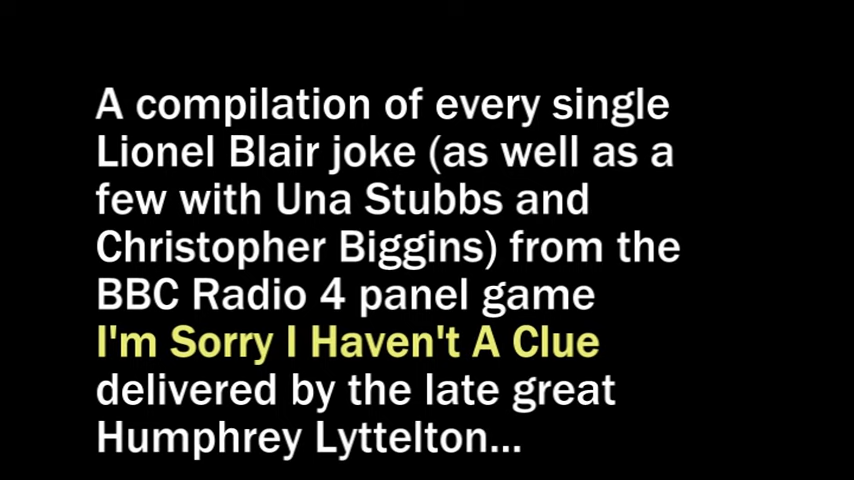 A compilation of every single
Lionel Blair joke (as well as a
few with Una Stubbs and
Christopher Biggins) from the
BBC Radio 4 panel game
I'm Sorry I Haven't A Clue
delivered by the late great
Humphrey Lyttelton...